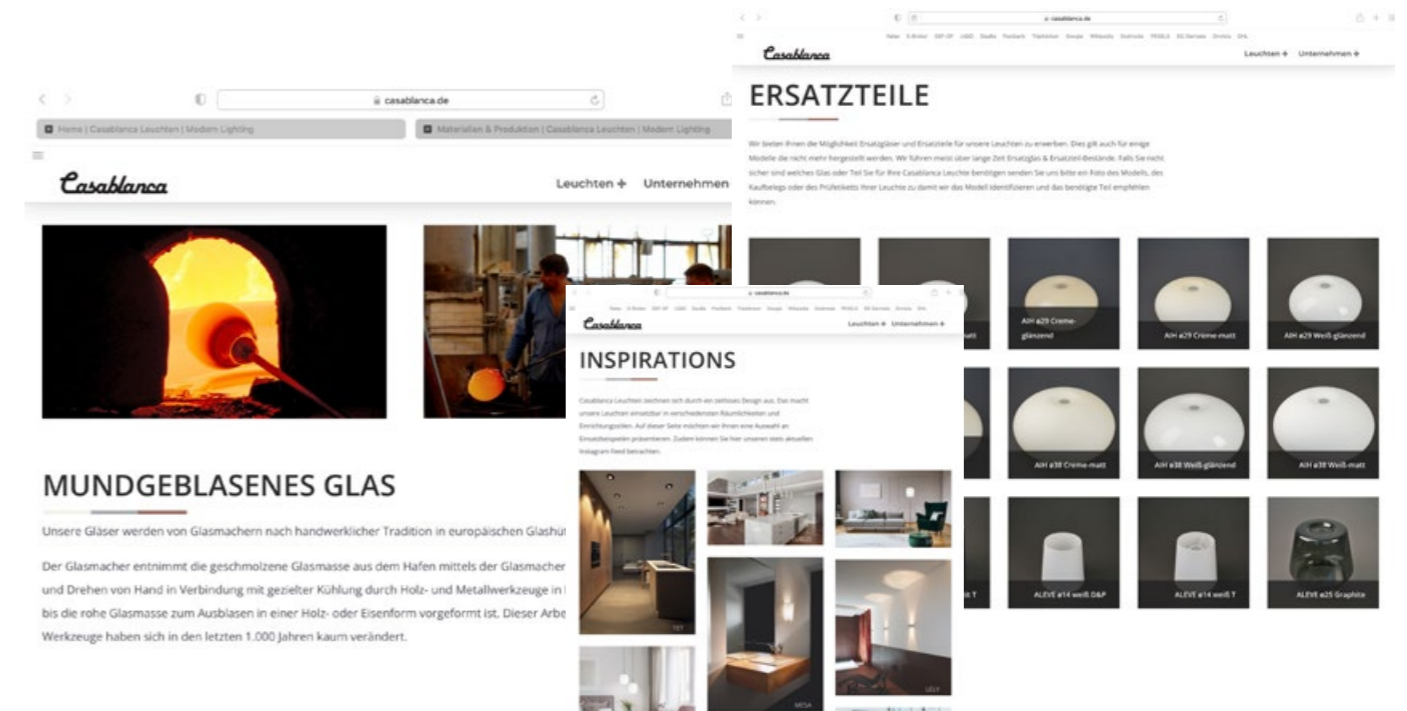 casablanca.de
Home | Casablanca Leuchten | Modern Lighting
Materialien & Produktion | Casablanca Leuchten | Modern Lighting
Casablanca
Leuchten + Unternehmen
MUNDGEBLASENES GLAS
Unsere Gläser werden von Glasmachern nach handwerklicher Tradition in europäischen Glashüt
Der Glasmacher entnimmt die geschmolzene Glasmasse aus dem Hafen mittels der Glasmacher
und Drehen von Hand in Verbindung mit gezielter Kühlung durch Holz- und Metallwerkzeuge in
bis die rohe Glasmasse zum Ausblasen in einer Holz- oder Eisenform vorgeformt ist. Dieser Arbe
Werkzeuge haben sich in den letzten 1.000 Jahren kaum verändert.
casablanca.de
Casablanca
Leuchten + Unternehmen +
ERSATZTEILE
Wir bieten Ihnen die Möglichkeit Ersatzgläser und Ersatzteile für unsere Leuchten zu erwerben. Dies gilt auch für einige
Modelle die nicht mehr hergestellt werden. Wir führen meist über lange Zeit Ersatzglas & Ersatzteil-Bestände. Falls Sie nicht
sicher sind welches Glas oder Teil Sie für Ihre Casablanca Leuchte benötigen senden Sie uns bitte ein Foto des Modells, des
Kaufbelegs oder des Prüfetiketts Ihrer Leuchte zu damit wir das Modell identifizieren und das benötigte Teil empfehlen
können.
matt
AIH ø29 Creme-
glänzend
AIH ø29 Creme-matt
AIH ø29 Weiß-glänzend
AIH ø38 Creme-matt
AIH ø38 Weiß-glänzend
AIH ø38 Weiß-matt
T
ALEVE ø14 weiß D&P
ALEVE ø14 weiß T
ALEVE ø25 Graphite
casablanca.de
Casablanca
Leuchten + Unternehmen +
INSPIRATIONS
Casablanca Leuchten zeichnen sich durch ein zeitloses Design aus. Das macht
unsere Leuchten einsetzbar in verschiedensten Räumlichkeiten und
Einrichtungsstilen. Auf dieser Seite möchten wir Ihnen eine Auswahl an
Einsatzbeispielen präsentieren. Zudem können Sie hier unseren stets aktuellen
Instagram Feed betrachten.
TET
MESA
LELY